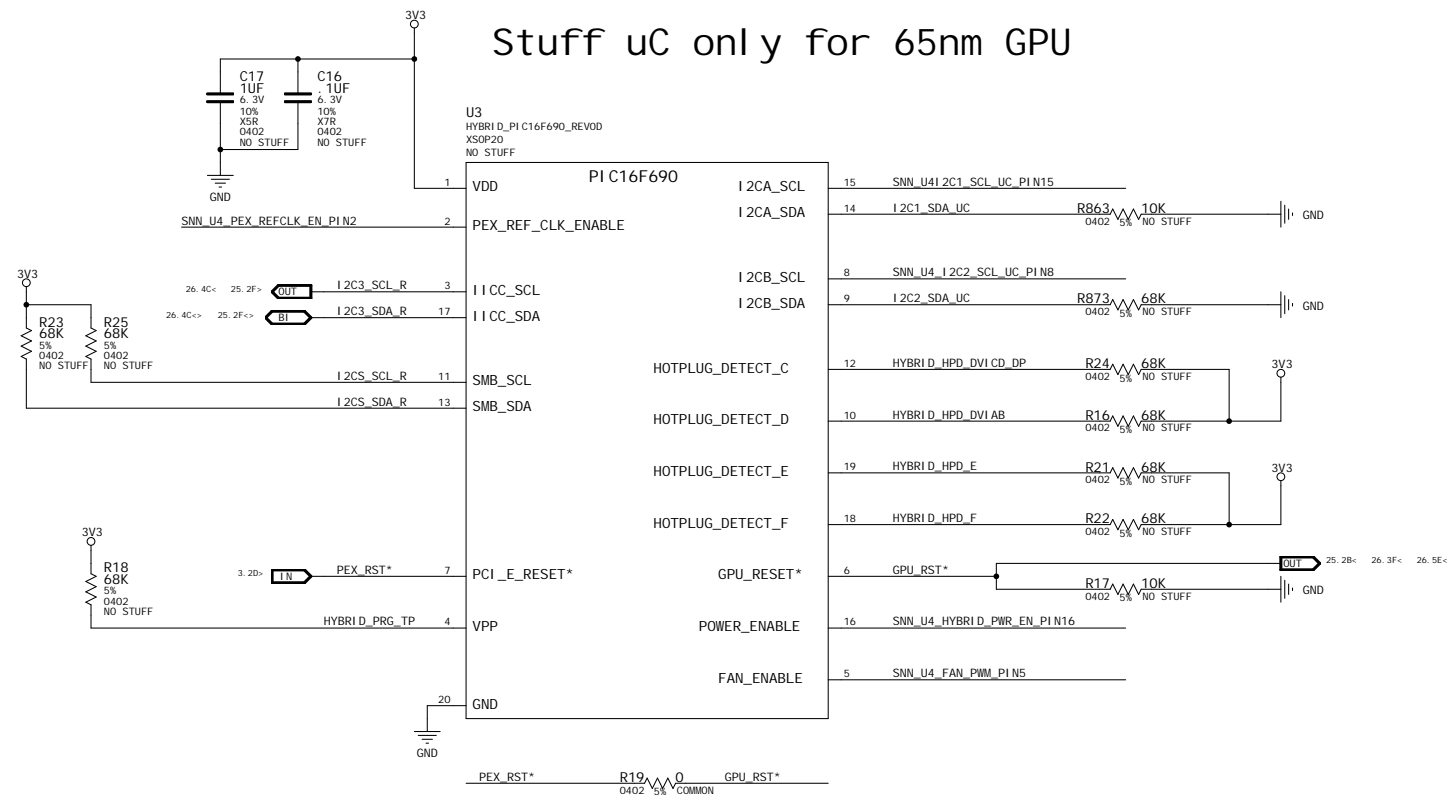 Stuff uC only for 65nm GPU
3V3
C17
1UF
6.3V
10%
X5R
0402
NO STUFF
C16
.1UF
6.3V
10%
X7R
0402
NO STUFF
GND
U3
HYBRID_PIC16F690_REVOD
XSOP20
NO STUFF
PIC16F690
1 VDD
SNN_U4_PEX_REFCLK_EN_PIN2 2 PEX_REF_CLK_ENABLE
26.4C< 25.2F> OUT I2C3_SCL_R 3 IICC_SCL
26.4C<> 25.2F<> BI I2C3_SDA_R 17 IICC_SDA
3V3
R23
68K
5%
0402
NO STUFF
R25
68K
5%
0402
NO STUFF
I2CS_SCL_R 11 SMB_SCL
I2CS_SDA_R 13 SMB_SDA
3V3
R18
68K
5%
0402
NO STUFF
3.2D> IN PEX_RST* 7 PCI_E_RESET*
HYBRID_PRG_TP 4 VPP
20 GND
GND
I2CA_SCL 15 SNN_U4I2C1_SCL_UC_PIN15
I2CA_SDA 14 I2C1_SDA_UC R863 10K GND
0402 5% NO STUFF
I2CB_SCL 8 SNN_U4_I2C2_SCL_UC_PIN8
I2CB_SDA 9 I2C2_SDA_UC R873 68K GND
0402 5% NO STUFF
HOTPLUG_DETECT_C 12 HYBRID_HPD_DVICD_DP R24 68K 3V3
0402 5% NO STUFF
HOTPLUG_DETECT_D 10 HYBRID_HPD_DVIAB R16 68K
0402 5% NO STUFF
HOTPLUG_DETECT_E 19 HYBRID_HPD_E R21 68K 3V3
0402 5% NO STUFF
HOTPLUG_DETECT_F 18 HYBRID_HPD_F R22 68K
0402 5% NO STUFF
OUT 25.2B< 26.3F< 26.5E<
GPU_RESET* 6 GPU_RST*
R17 10K GND
0402 5% NO STUFF
POWER_ENABLE 16 SNN_U4_HYBRID_PWR_EN_PIN16
FAN_ENABLE 5 SNN_U4_FAN_PWM_PIN5
PEX_RST* R19 0 GPU_RST*
0402 5% COMMON